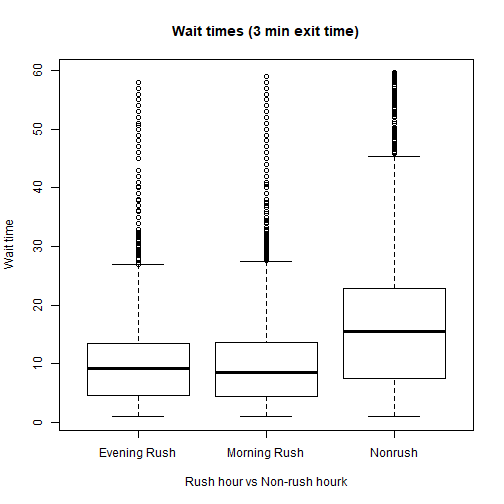 Wait times (3 min exit time)
60
50
40
30
20
10
0
Wait time
Evening Rush
Morning Rush
Nonrush
Rush hour vs Non-rush hourk